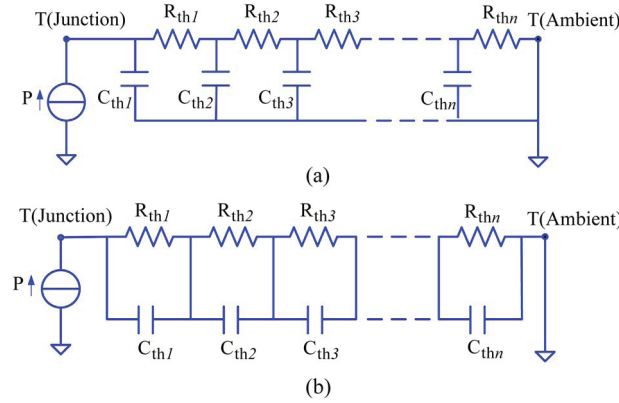 T(Junction) Rth1 Rth2 Rth3 Rthn T(Ambient)
P Cth1 Cth2 Cth3 Cthn
(a)
T(Junction) Rth1 Rth2 Rth3 Rthn T(Ambient)
P
Cth1 Cth2 Cth3 Cthn
(b)